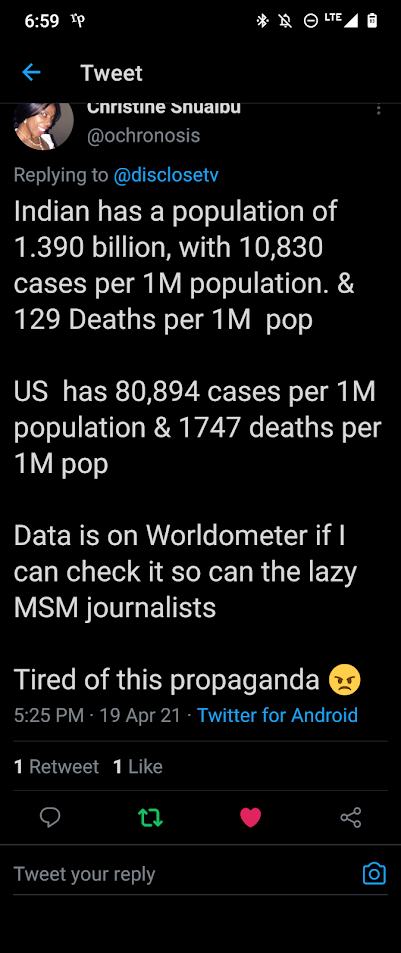 6:59 LTE
Tweet
Christine Shuaibu
@ochronosis
Replying to @disclosetv
Indian has a population of
1.390 billion, with 10,830
cases per 1M population. &
129 Deaths per 1M pop
US has 80,894 cases per 1M
population & 1747 deaths per
1M pop
Data is on Worldometer if I
can check it so can the lazy
MSM journalists
Tired of this propaganda 😠
5:25 PM · 19 Apr 21 · Twitter for Android
1 Retweet 1 Like
Tweet your reply